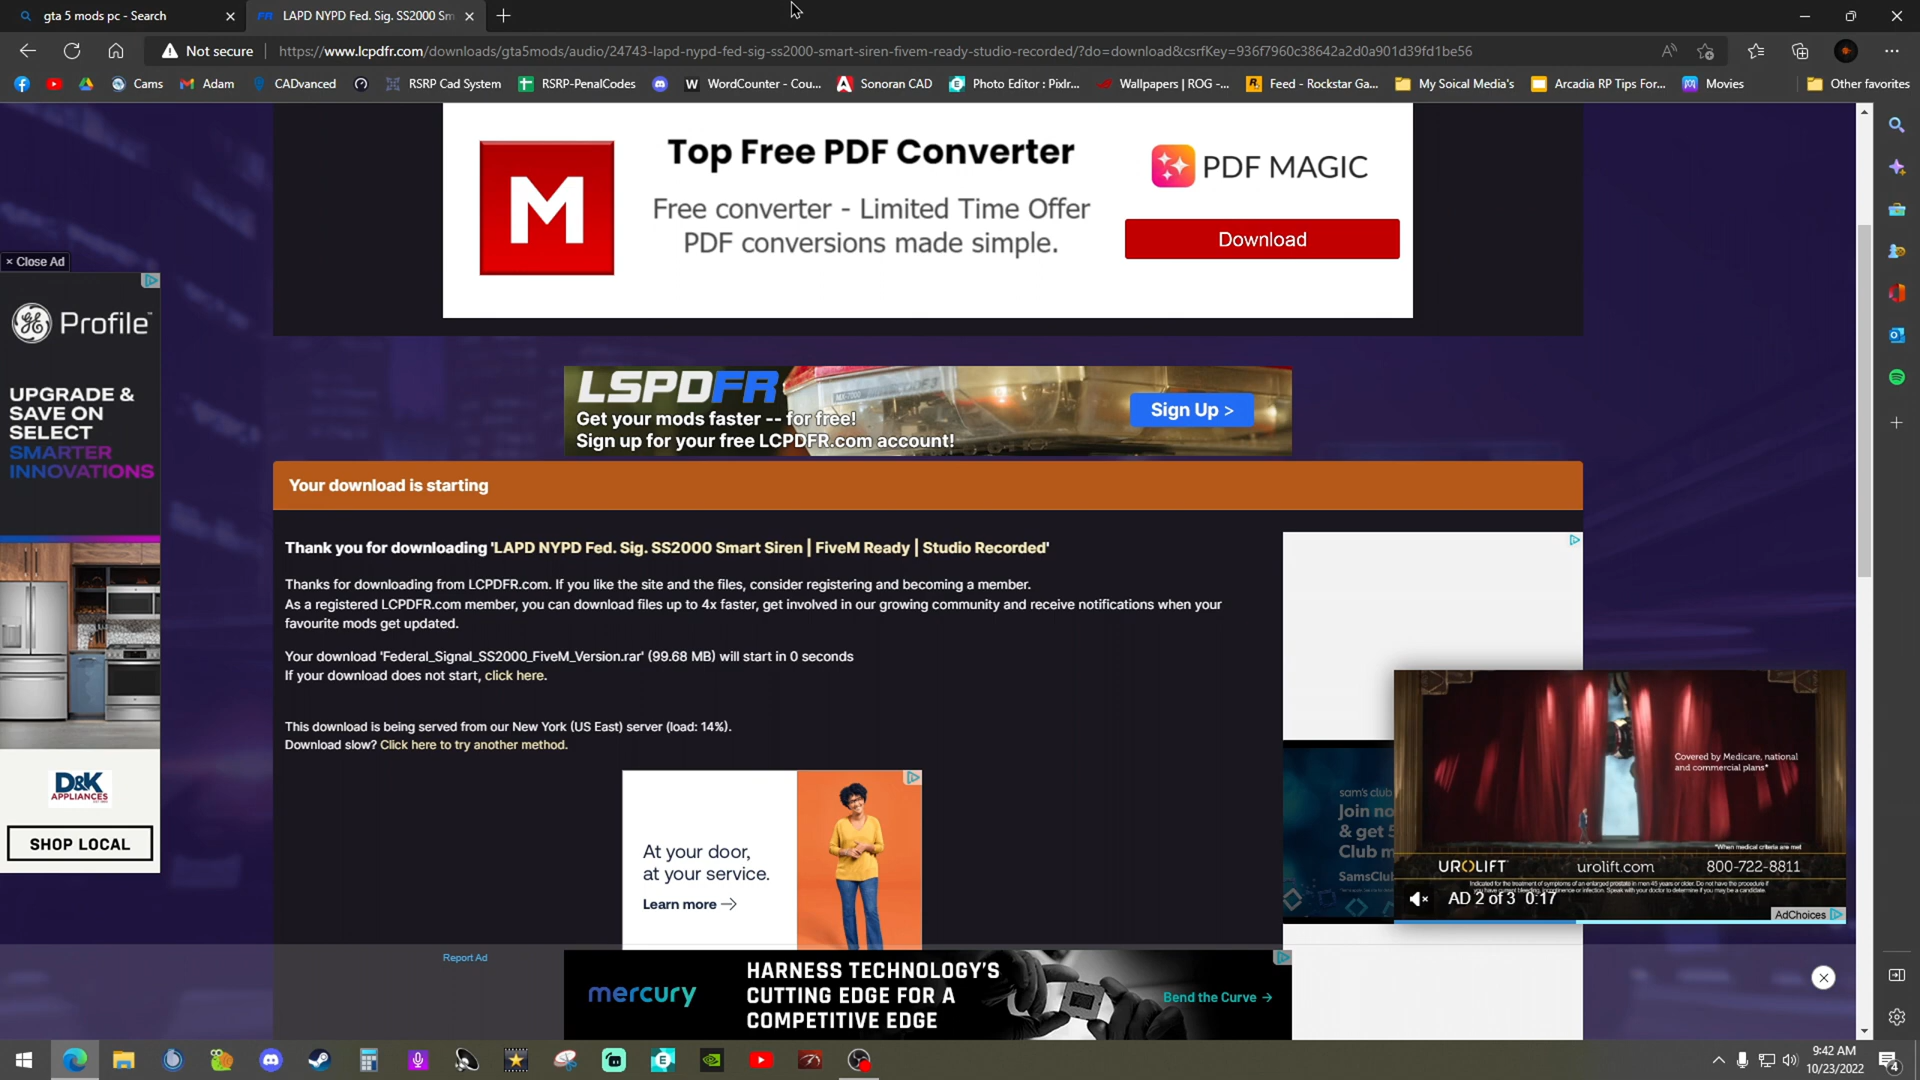 gta 5 mods pc - Search
LAPD NYPD Fed. Sig. SS2000 Sm
Not secure
https://www.lcpdfr.com/downloads/gta5mods/audio/24743-lapd-nypd-fed-sig-ss2000-smart-siren-fivem-ready-studio-recorded/?do=download&csrfKey=936f7960c38642a2d0a901d39fd1be56
Cams
Adam
CADvanced
RSRP Cad System
RSRP-PenalCodes
WordCounter - Cou...
Sonoran CAD
Photo Editor : Pixlr...
Wallpapers | ROG -...
Feed - Rockstar Ga...
My Soical Media's
Arcadia RP Tips For...
Movies
Other favorites
M
Top Free PDF Converter
Free converter - Limited Time Offer
PDF conversions made simple.
PDF MAGIC
Download
× Close Ad
GE Profile
UPGRADE &
SAVE ON
SELECT
SMARTER
INNOVATIONS
D&K
APPLIANCES
SHOP LOCAL
LSPDFR
Get your mods faster -- for free!
Sign up for your free LCPDFR.com account!
Sign Up >
Your download is starting
Thank you for downloading 'LAPD NYPD Fed. Sig. SS2000 Smart Siren | FiveM Ready | Studio Recorded'
Thanks for downloading from LCPDFR.com. If you like the site and the files, consider registering and becoming a member.
As a registered LCPDFR.com member, you can download files up to 4x faster, get involved in our growing community and receive notifications when your
favourite mods get updated.
Your download 'Federal_Signal_SS2000_FiveM_Version.rar' (99.68 MB) will start in 0 seconds
If your download does not start, click here.
This download is being served from our New York (US East) server (load: 14%).
Download slow? Click here to try another method.
At your door,
at your service.
Learn more →
sam's club
Join no
& get
Club m
SamsClu
Covered by Medicare, national
and commercial plans*
*When medical criteria are met
UROLIFT
urolift.com
800-722-8811
AD 2 of 3 0:17
AdChoices
Report Ad
mercury
HARNESS TECHNOLOGY'S
CUTTING EDGE FOR A
COMPETITIVE EDGE
Bend the Curve →
9:42 AM
10/23/2022
4